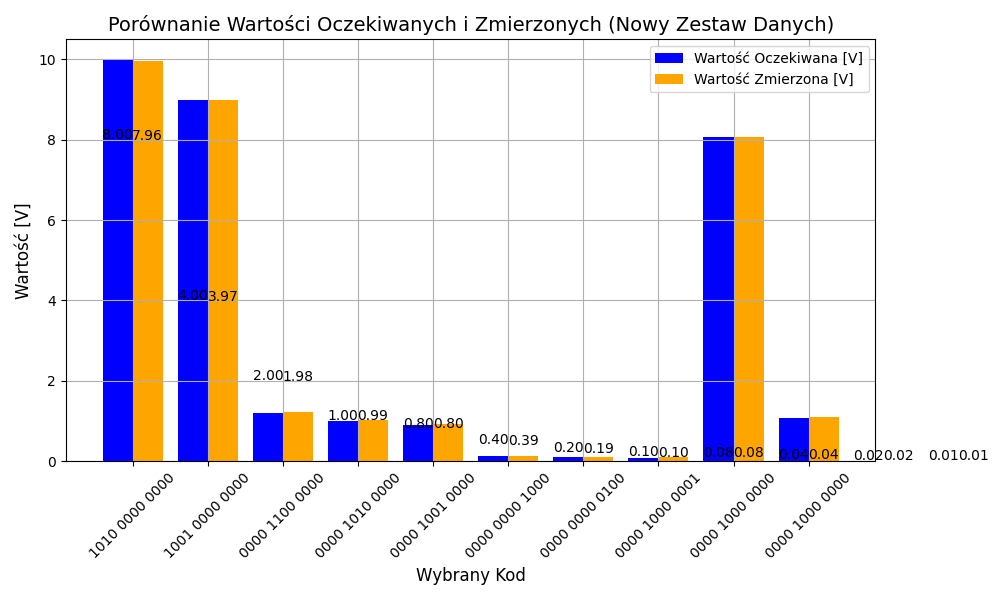 Porównanie Wartości Oczekiwanych i Zmierzonych (Nowy Zestaw Danych)
Wartość Oczekiwana [V]
Wartość Zmierzona [V]
Wartość [V]
10
8
6
4
2
0
8.007.96
4.003.97
2.001.98
1.000.99
0.800.80
0.400.39
0.200.19
0.100.10
0.080.08
0.040.04
0.020.02
0.010.01
1010 0000 0000
1001 0000 0000
0000 1100 0000
0000 1010 0000
0000 1001 0000
0000 0000 1000
0000 0000 0100
0000 1000 0001
0000 1000 0000
0000 1000 0000
Wybrany Kod